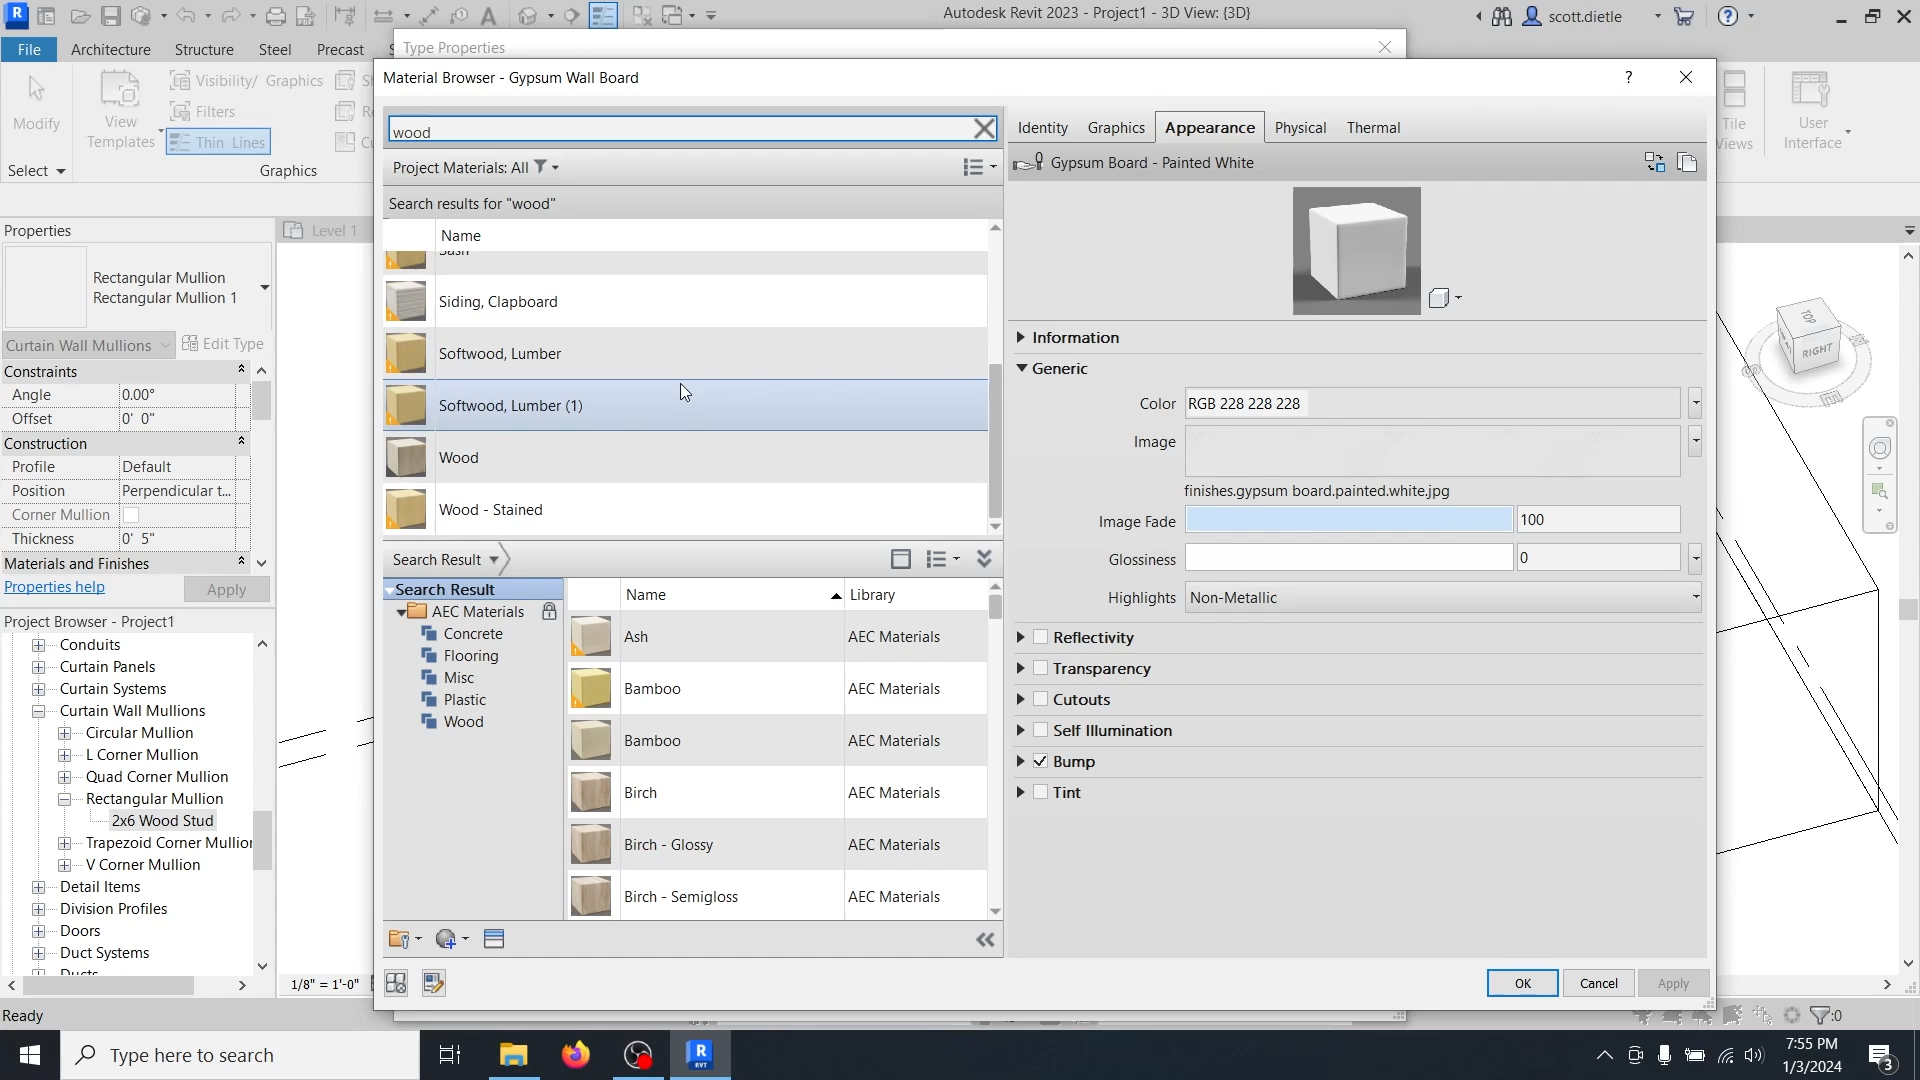 Autodesk Revit 2023 - Project1 - 3D View: {3D}
scott.dietle
File
Architecture
Structure
Steel
Precast
Type Properties
Modify
View
Templates
Visibility/ Graphics
Filters
Thin Lines
Select
Graphics
Tile
Views
User
Interface
Material Browser - Gypsum Wall Board
?
wood
Project Materials: All
Search results for "wood"
Name
Sash
Siding, Clapboard
Softwood, Lumber
Softwood, Lumber (1)
Wood
Wood - Stained
Search Result
Search Result
AEC Materials
Concrete
Flooring
Misc
Plastic
Wood
Name
Library
Ash
AEC Materials
Bamboo
AEC Materials
Bamboo
AEC Materials
Birch
AEC Materials
Birch - Glossy
AEC Materials
Birch - Semigloss
AEC Materials
Identity
Graphics
Appearance
Physical
Thermal
Gypsum Board - Painted White
Information
Generic
Color
RGB 228 228 228
Image
finishes.gypsum board.painted.white.jpg
Image Fade
100
Glossiness
0
Highlights
Non-Metallic
Reflectivity
Transparency
Cutouts
Self Illumination
Bump
Tint
OK
Cancel
Apply
Properties
Level 1
Rectangular Mullion
Rectangular Mullion 1
Curtain Wall Mullions
Edit Type
Constraints
Angle
0.00°
Offset
0' 0"
Construction
Profile
Default
Position
Perpendicular t...
Corner Mullion
Thickness
0' 5"
Materials and Finishes
Properties help
Apply
Project Browser - Project1
Conduits
Curtain Panels
Curtain Systems
Curtain Wall Mullions
Circular Mullion
L Corner Mullion
Quad Corner Mullion
Rectangular Mullion
2x6 Wood Stud
Trapezoid Corner Mullion
V Corner Mullion
Detail Items
Division Profiles
Doors
Duct Systems
Ducts
1/8" = 1'-0"
TOP
RIGHT
Ready
:0
Type here to search
7:55 PM
1/3/2024
3